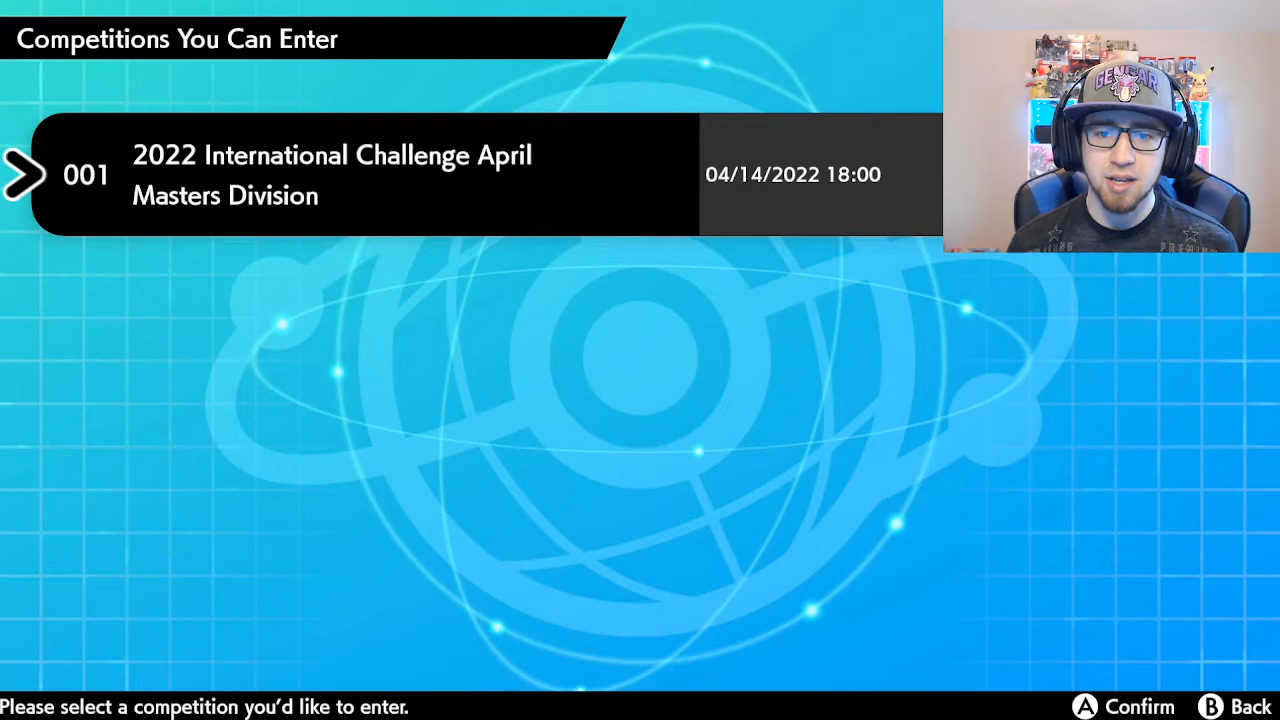 Competitions You Can Enter
001
2022 International Challenge April
Masters Division
04/14/2022 18:00
GENGAR
Please select a competition you'd like to enter.
A Confirm
B Back